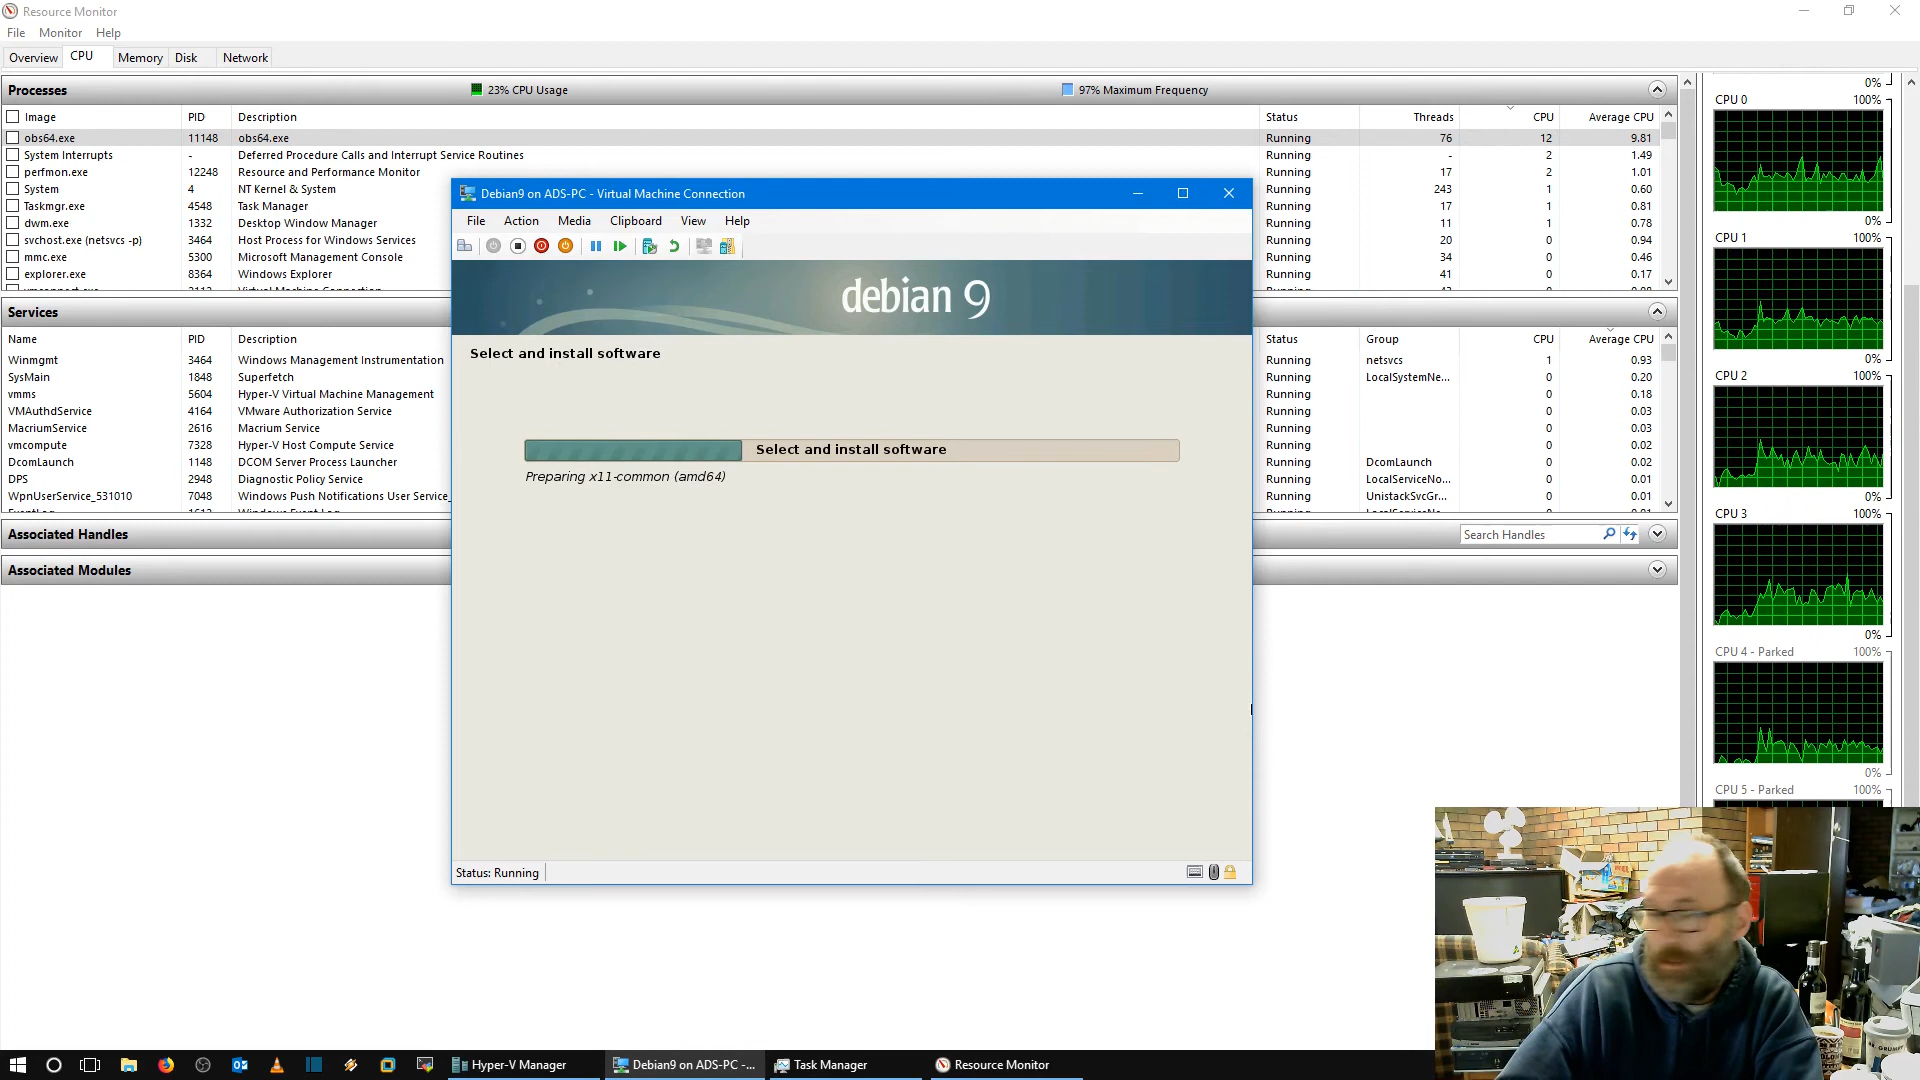 Resource Monitor
File Monitor Help
Overview CPU Memory Disk Network
Processes 23% CPU Usage 97% Maximum Frequency
Image PID Description Status Threads CPU Average CPU
obs64.exe 11148 obs64.exe Running 76 12 9.81
System Interrupts - Deferred Procedure Calls and Interrupt Service Routines Running - 2 1.49
perfmon.exe 12248 Resource and Performance Monitor Running 17 2 1.01
System 4 NT Kernel & System Running 243 1 0.60
Taskmgr.exe 4548 Task Manager Running 17 1 0.81
dwm.exe 1332 Desktop Window Manager Running 11 1 0.78
svchost.exe (netsvcs -p) 3464 Host Process for Windows Services Running 20 0 0.94
mmc.exe 5300 Microsoft Management Console Running 34 0 0.46
explorer.exe 8364 Windows Explorer Running 41 0 0.17
Services
Name PID Description Status Group CPU Average CPU
Winmgmt 3464 Windows Management Instrumentation Running netsvcs 1 0.93
SysMain 1848 Superfetch Running LocalSystemNe... 0 0.20
vmms 5604 Hyper-V Virtual Machine Management Running 0 0.18
VMAuthdService 4164 VMware Authorization Service Running 0 0.03
MacriumService 2616 Macrium Service Running 0 0.03
vmcompute 7328 Hyper-V Host Compute Service Running 0 0.02
DcomLaunch 1148 DCOM Server Process Launcher Running DcomLaunch 0 0.02
DPS 2948 Diagnostic Policy Service Running LocalServiceNo... 0 0.01
WpnUserService_531010 7048 Windows Push Notifications User Service_ Running UnistackSvcGr... 0 0.01
Associated Handles Search Handles
Associated Modules
0%
CPU 0 100%
0%
CPU 1 100%
0%
CPU 2 100%
0%
CPU 3 100%
0%
CPU 4 - Parked 100%
0%
CPU 5 - Parked 100%
Debian9 on ADS-PC - Virtual Machine Connection
File Action Media Clipboard View Help
debian 9
Select and install software
Select and install software
Preparing x11-common (amd64)
Status: Running
Hyper-V Manager Debian9 on ADS-PC -... Task Manager Resource Monitor